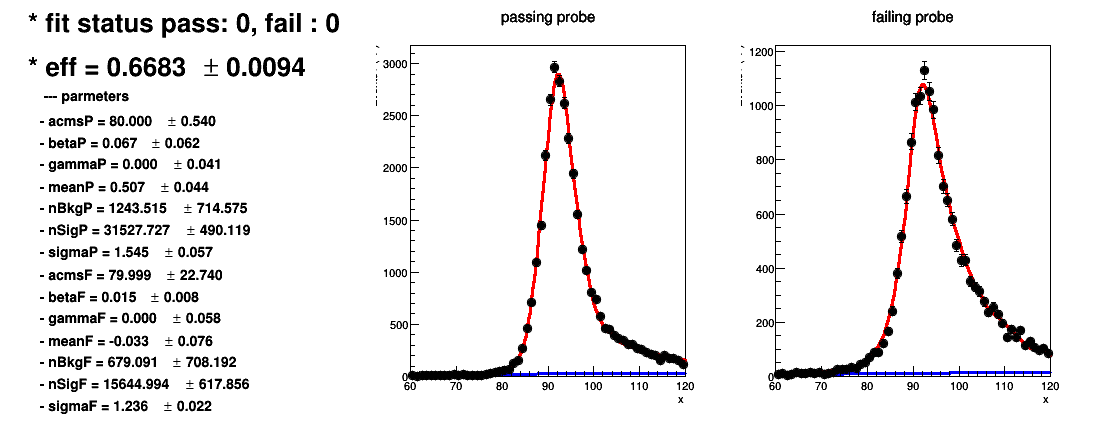 * fit status pass: 0, fail : 0
* eff = 0.6683 ± 0.0094
--- parmeters
- acmsP = 80.000 ± 0.540
- betaP = 0.067 ± 0.062
- gammaP = 0.000 ± 0.041
- meanP = 0.507 ± 0.044
- nBkgP = 1243.515 ± 714.575
- nSigP = 31527.727 ± 490.119
- sigmaP = 1.545 ± 0.057
- acmsF = 79.999 ± 22.740
- betaF = 0.015 ± 0.008
- gammaF = 0.000 ± 0.058
- meanF = -0.033 ± 0.076
- nBkgF = 679.091 ± 708.192
- nSigF = 15644.994 ± 617.856
- sigmaF = 1.236 ± 0.022
passing probe
3000
2500
2000
1500
1000
500
0
60 70 80 90 100 110 120
x
failing probe
1200
1000
800
600
400
200
0
60 70 80 90 100 110 120
x